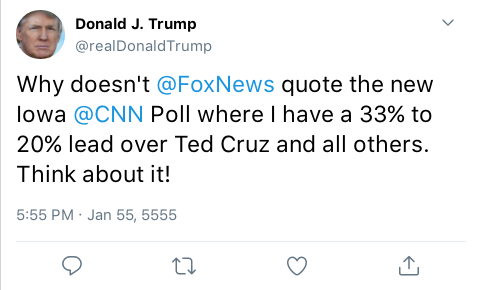 Donald J. Trump
@realDonaldTrump
Why doesn't @FoxNews quote the new
Iowa @CNN Poll where I have a 33% to
20% lead over Ted Cruz and all others.
Think about it!
5:55 PM · Jan 55, 5555